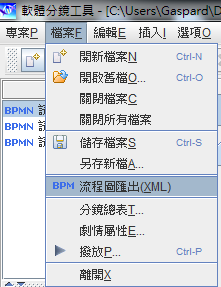 軟體分鏡工具 - [C:\Users\Gaspard\D
專案P 檔案F 編輯E 插入I 選項O
開新檔案N Ctrl-N
開啟舊檔O... Ctrl-O
BPMN
關閉檔案C
BPMN
關閉所有檔案
BPMN
儲存檔案S Ctrl-S
另存新檔A...
BPM 流程圖匯出(XML)
分鏡總表T...
劇情屬性E...
撥放P... Ctrl-P
離開X